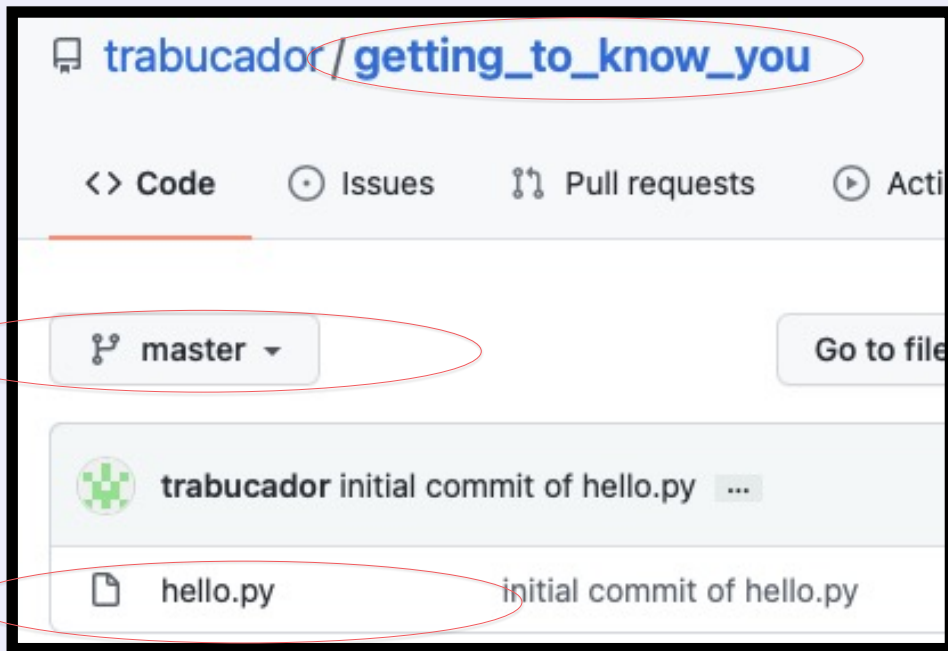 trabucador / getting_to_know_you
<> Code Issues Pull requests Acti
master Go to file
trabucador initial commit of hello.py ...
hello.py initial commit of hello.py